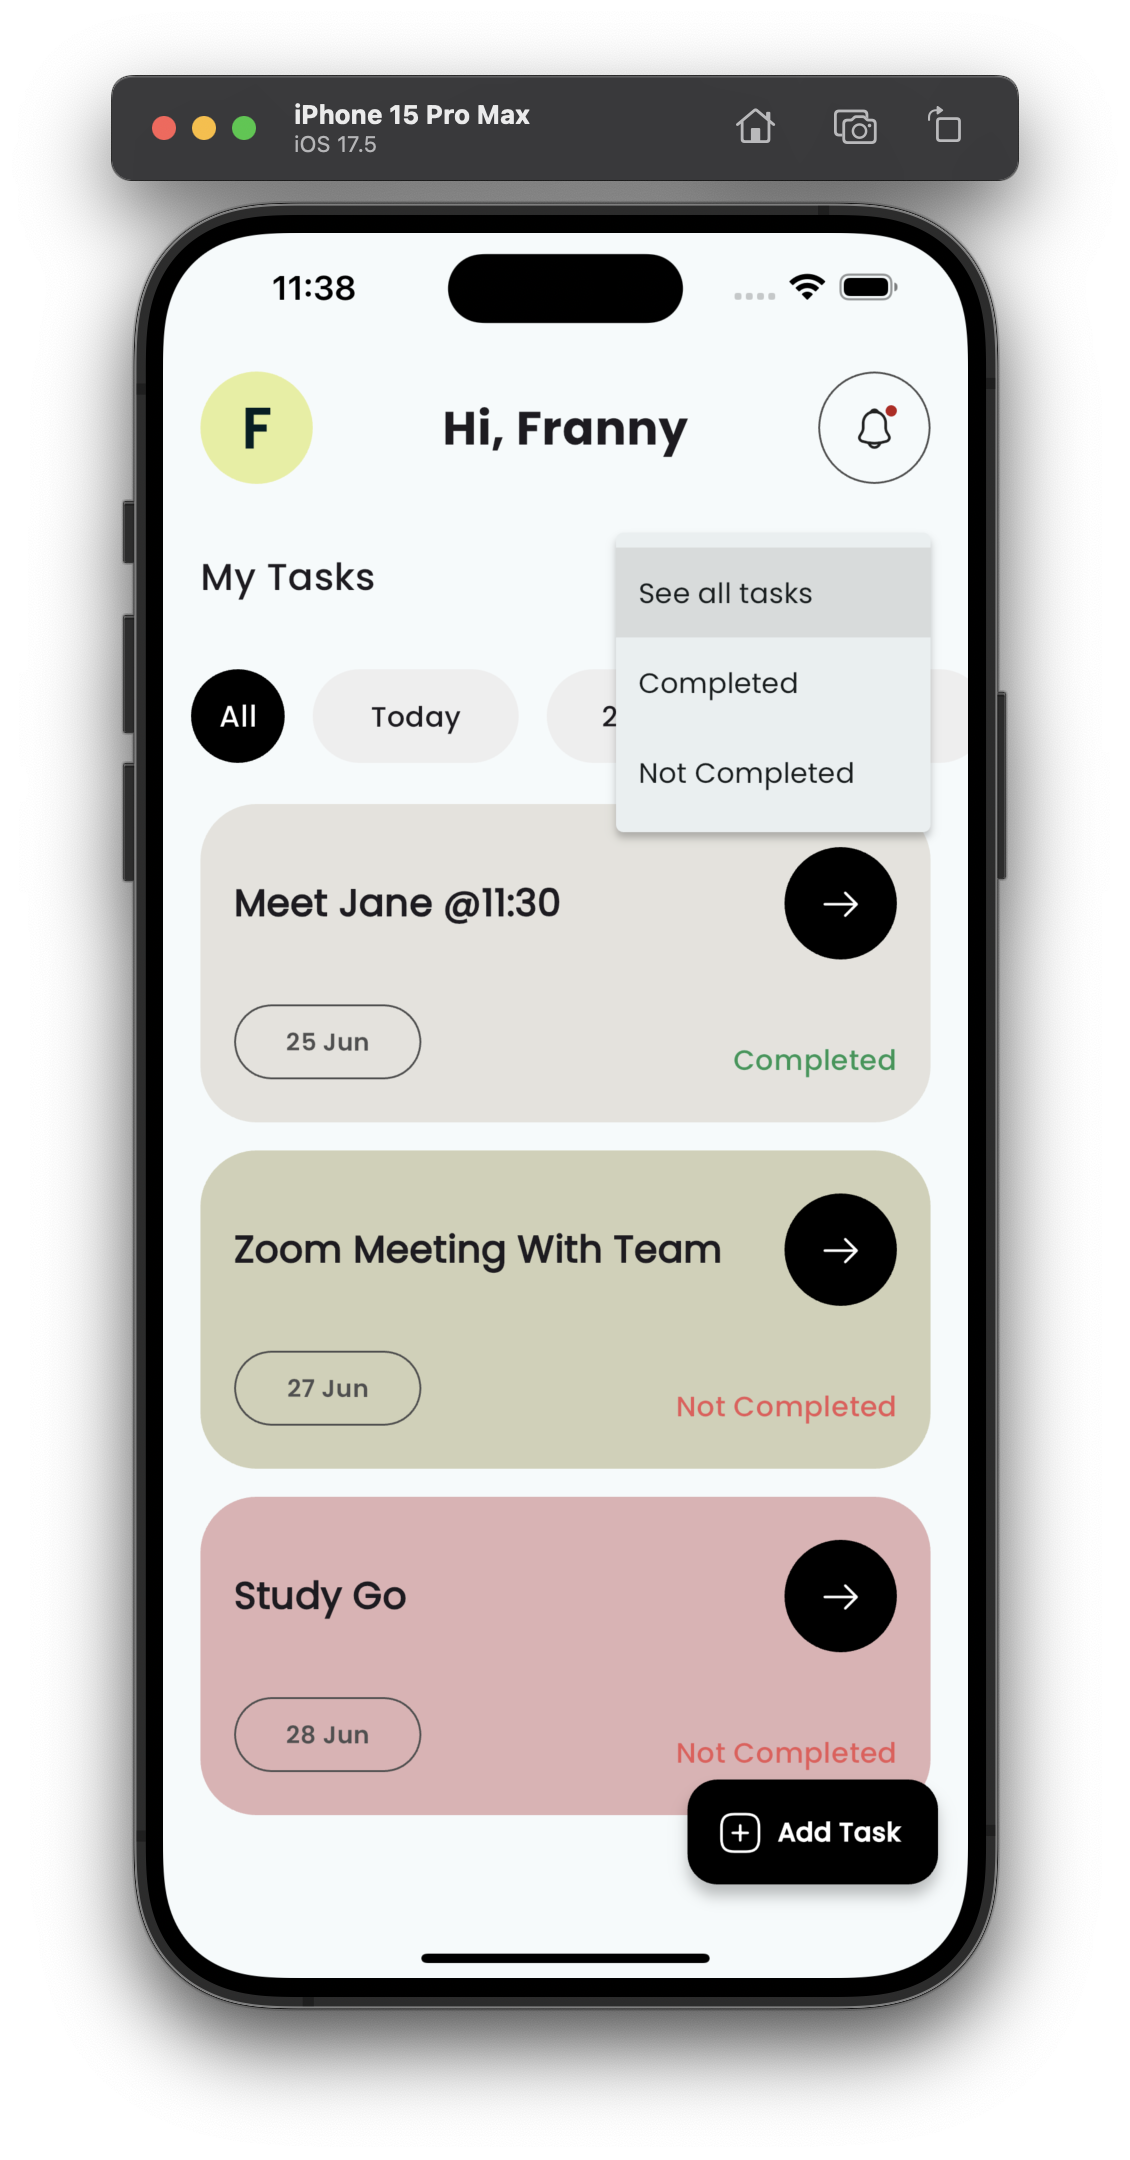 iPhone 15 Pro Max
iOS 17.5
11:38
F
Hi, Franny
My Tasks
See all tasks
Completed
Not Completed
All
Today
2
Meet Jane @11:30
25 Jun
Completed
Zoom Meeting With Team
27 Jun
Not Completed
Study Go
28 Jun
Not Completed
Add Task